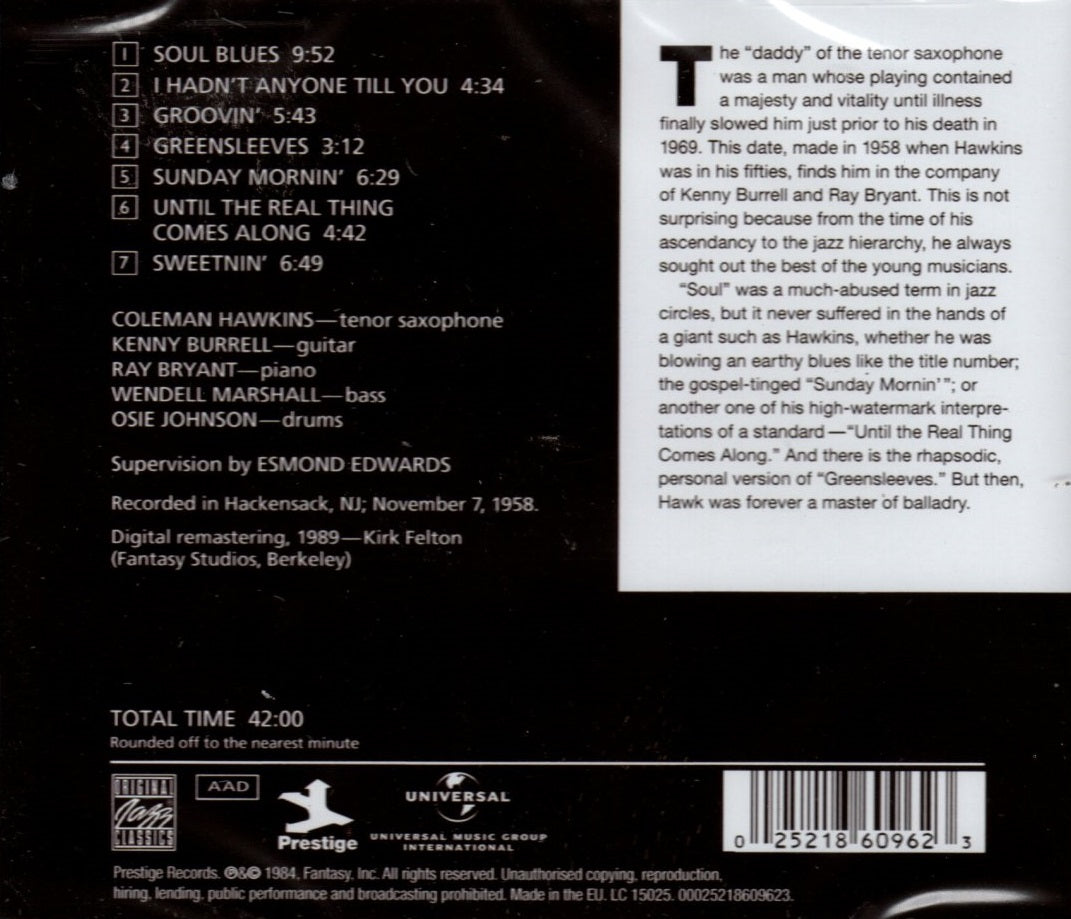 1 SOUL BLUES 9:52
2 I HADN'T ANYONE TILL YOU 4:34
3 GROOVIN' 5:43
4 GREENSLEEVES 3:12
5 SUNDAY MORNIN' 6:29
6 UNTIL THE REAL THING
COMES ALONG 4:42
7 SWEETNIN' 6:49
COLEMAN HAWKINS—tenor saxophone
KENNY BURRELL—guitar
RAY BRYANT—piano
WENDELL MARSHALL—bass
OSIE JOHNSON—drums
Supervision by ESMOND EDWARDS
Recorded in Hackensack, NJ; November 7, 1958.
Digital remastering, 1989—Kirk Felton
(Fantasy Studios, Berkeley)
The "daddy" of the tenor saxophone
was a man whose playing contained
a majesty and vitality until illness
finally slowed him just prior to his death in
1969. This date, made in 1958 when Hawkins
was in his fifties, finds him in the company
of Kenny Burrell and Ray Bryant. This is not
surprising because from the time of his
ascendancy to the jazz hierarchy, he always
sought out the best of the young musicians.
"Soul" was a much-abused term in jazz
circles, but it never suffered in the hands of
a giant such as Hawkins, whether he was
blowing an earthy blues like the title number;
the gospel-tinged "Sunday Mornin'"; or
another one of his high-watermark interpre-
tations of a standard—"Until the Real Thing
Comes Along." And there is the rhapsodic,
personal version of "Greensleeves." But then,
Hawk was forever a master of balladry.
TOTAL TIME 42:00
Rounded off to the nearest minute
ORIGINAL
Jazz
CLASSICS
AAD
Prestige
UNIVERSAL
UNIVERSAL MUSIC GROUP
INTERNATIONAL
0 25218 60962 3
Prestige Records. ℗&© 1984, Fantasy, Inc. All rights reserved. Unauthorised copying, reproduction,
hiring, lending, public performance and broadcasting prohibited. Made in the EU. LC 15025. 00025218609623.